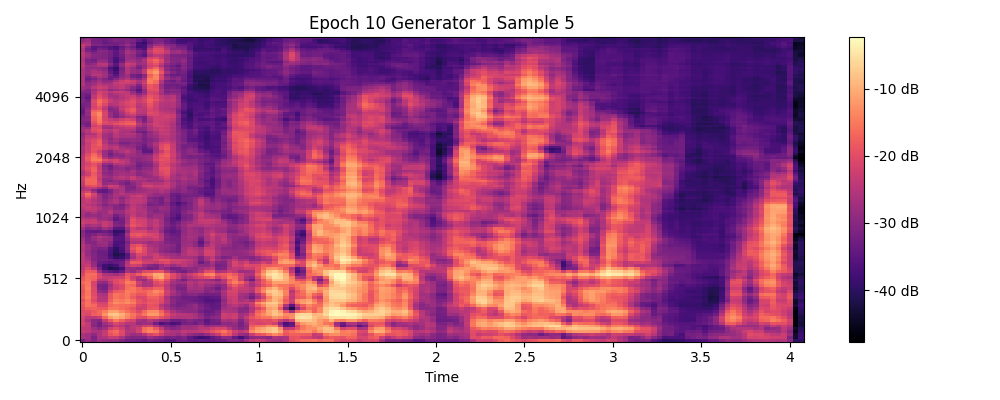 Epoch 10 Generator 1 Sample 5
Hz
4096
2048
1024
512
0
0 0.5 1 1.5 2 2.5 3 3.5 4
Time
-10 dB
-20 dB
-30 dB
-40 dB